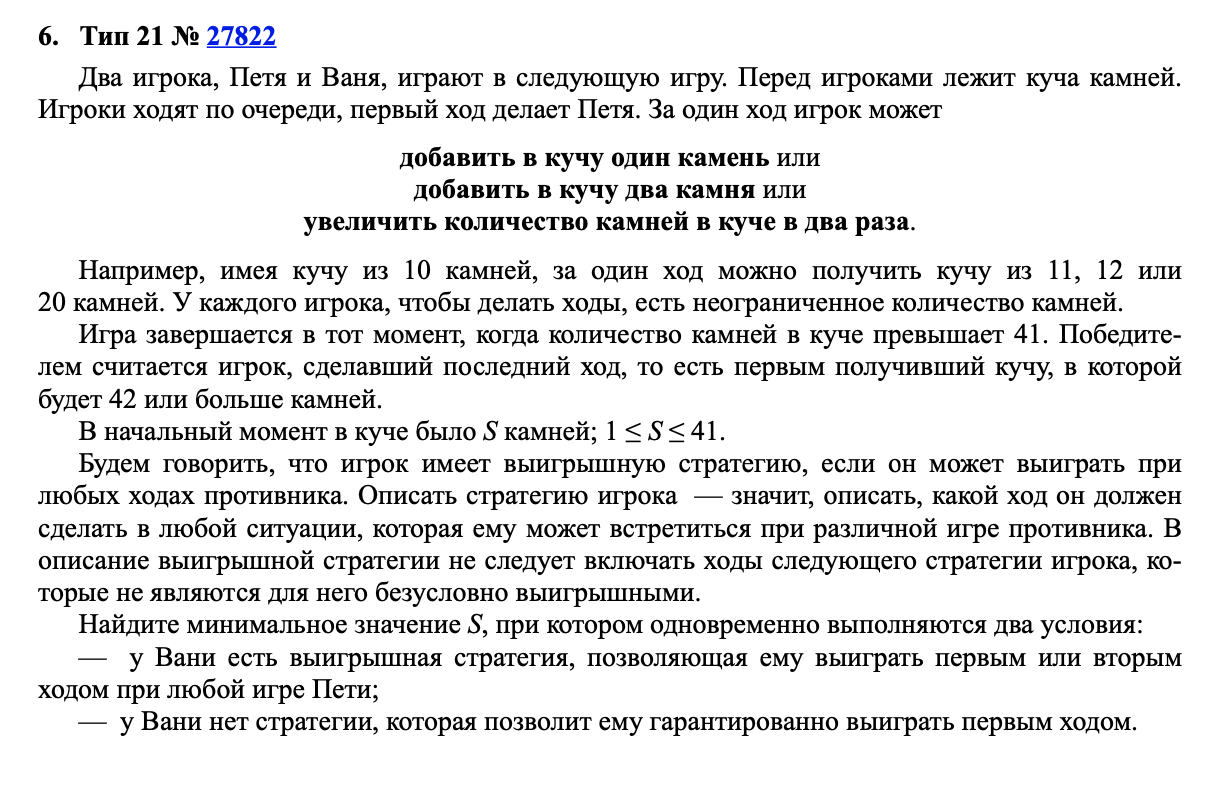 6. Тип 21 № 27822
Два игрока, Петя и Ваня, играют в следующую игру. Перед игроками лежит куча камней.
Игроки ходят по очереди, первый ход делает Петя. За один ход игрок может
добавить в кучу один камень или
добавить в кучу два камня или
увеличить количество камней в куче в два раза.
Например, имея кучу из 10 камней, за один ход можно получить кучу из 11, 12 или
20 камней. У каждого игрока, чтобы делать ходы, есть неограниченное количество камней.
Игра завершается в тот момент, когда количество камней в куче превышает 41. Победите-
лем считается игрок, сделавший последний ход, то есть первым получивший кучу, в которой
будет 42 или больше камней.
В начальный момент в куче было S камней; 1 ≤ S ≤ 41.
Будем говорить, что игрок имеет выигрышную стратегию, если он может выиграть при
любых ходах противника. Описать стратегию игрока — значит, описать, какой ход он должен
сделать в любой ситуации, которая ему может встретиться при различной игре противника. В
описание выигрышной стратегии не следует включать ходы следующего стратегии игрока, ко-
торые не являются для него безусловно выигрышными.
Найдите минимальное значение S, при котором одновременно выполняются два условия:
— у Вани есть выигрышная стратегия, позволяющая ему выиграть первым или вторым
ходом при любой игре Пети;
— у Вани нет стратегии, которая позволит ему гарантированно выиграть первым ходом.